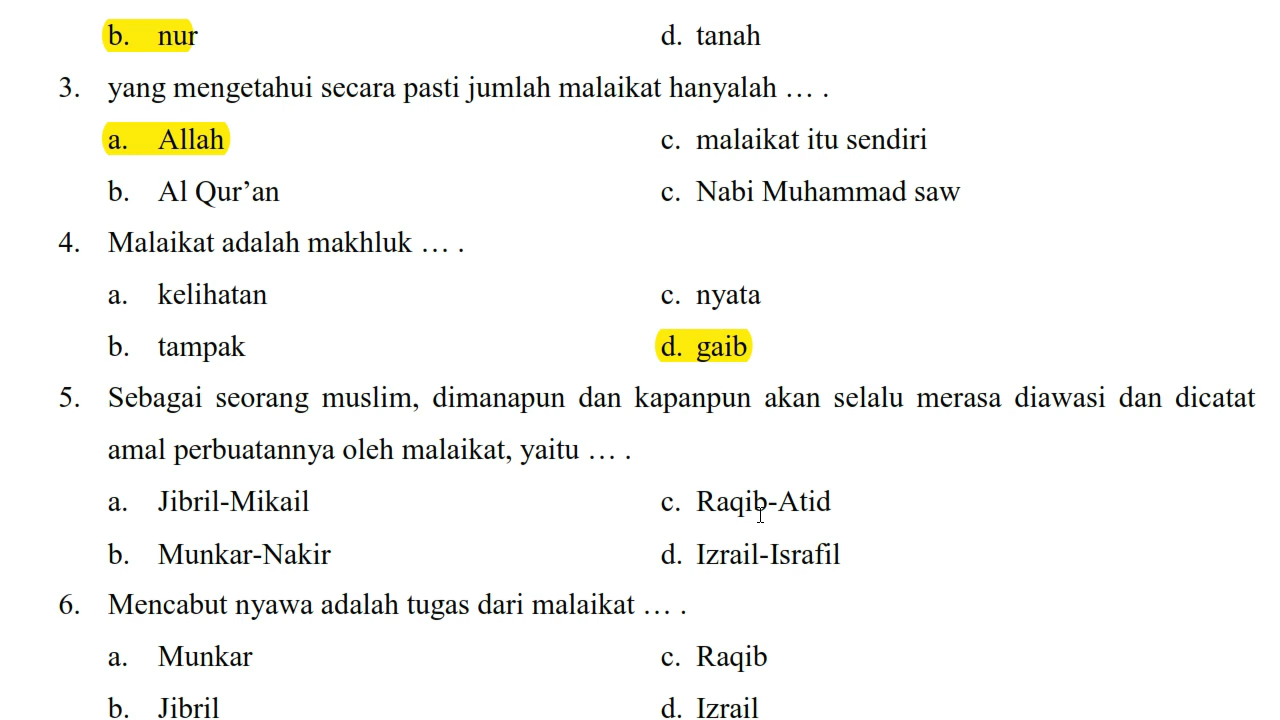 b. nur d. tanah
3. yang mengetahui secara pasti jumlah malaikat hanyalah … .
a. Allah c. malaikat itu sendiri
b. Al Qur’an c. Nabi Muhammad saw
4. Malaikat adalah makhluk … .
a. kelihatan c. nyata
b. tampak d. gaib
5. Sebagai seorang muslim, dimanapun dan kapanpun akan selalu merasa diawasi dan dicatat
amal perbuatannya oleh malaikat, yaitu … .
a. Jibril-Mikail c. Raqib-Atid
b. Munkar-Nakir d. Izrail-Israfil
6. Mencabut nyawa adalah tugas dari malaikat … .
a. Munkar c. Raqib
b. Jibril d. Izrail